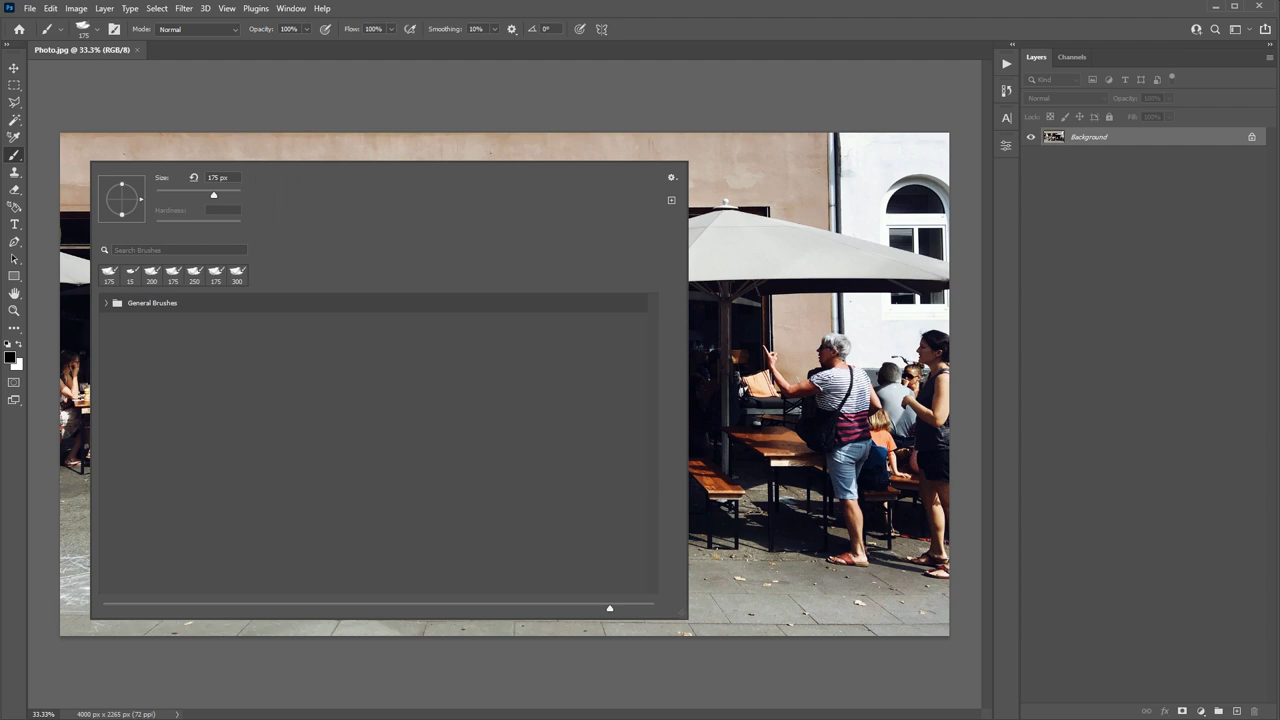 Ps File Edit Image Layer Type Select Filter 3D View Plugins Window Help
175 Mode: Normal Opacity: 100% Flow: 100% Smoothing: 10% 0°
Photo.jpg @ 33.3% (RGB/8) ×
Layers Channels
Size: 175 px
Kind
Normal Opacity: 100%
Hardness:
Lock: Fill: 100%
Background
Search Brushes
175 15 200 175 250 175 300
General Brushes
33.33% 4000 px x 2265 px (72 ppi)